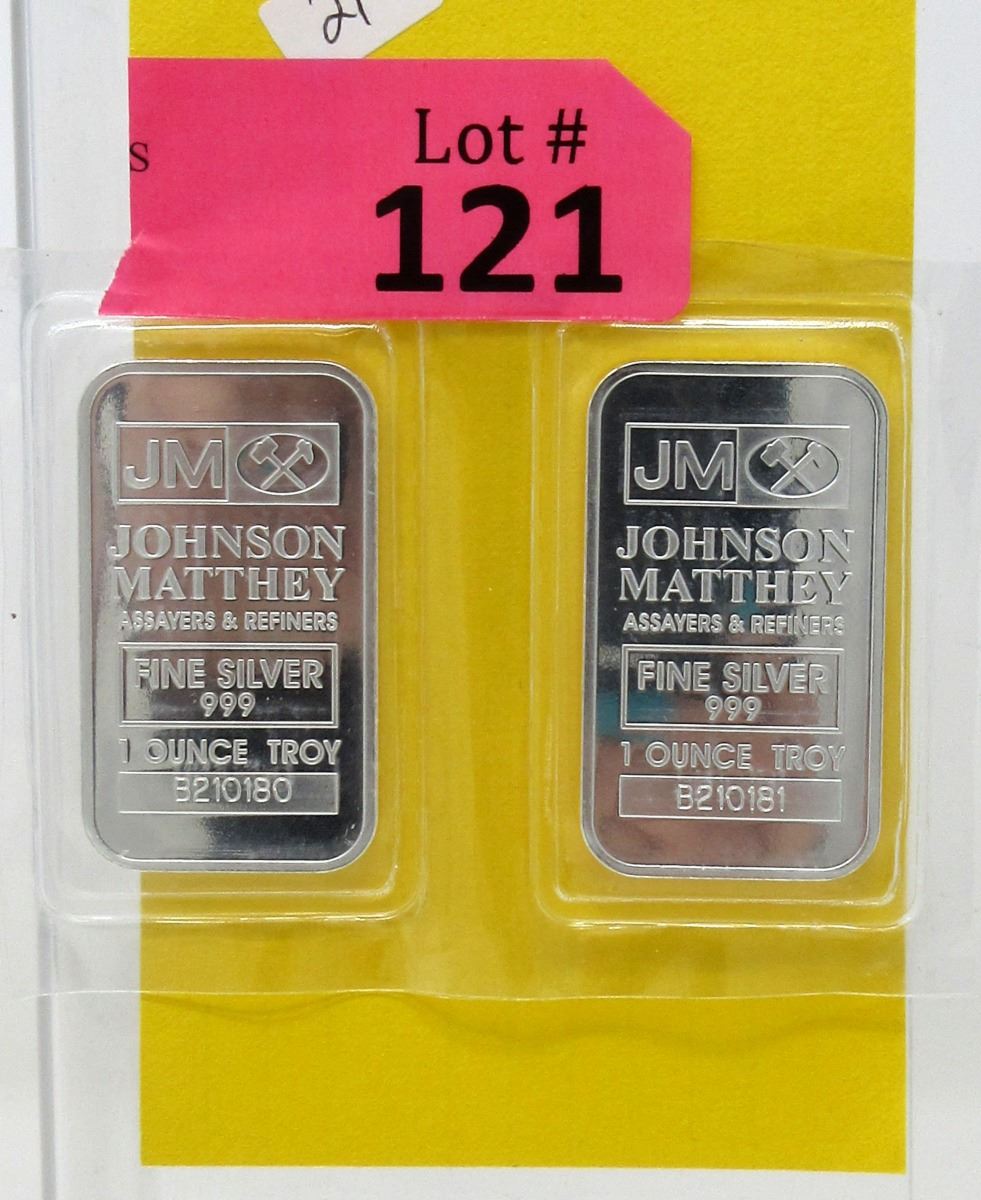 21
s
Lot #
121
JM
JOHNSON
MATTHEY
ASSAYERS & REFINERS
FINE SILVER
999
1 OUNCE TROY
B210180
JM
JOHNSON
MATTHEY
ASSAYERS & REFINERS
FINE SILVER
999
1 OUNCE TROY
B210181